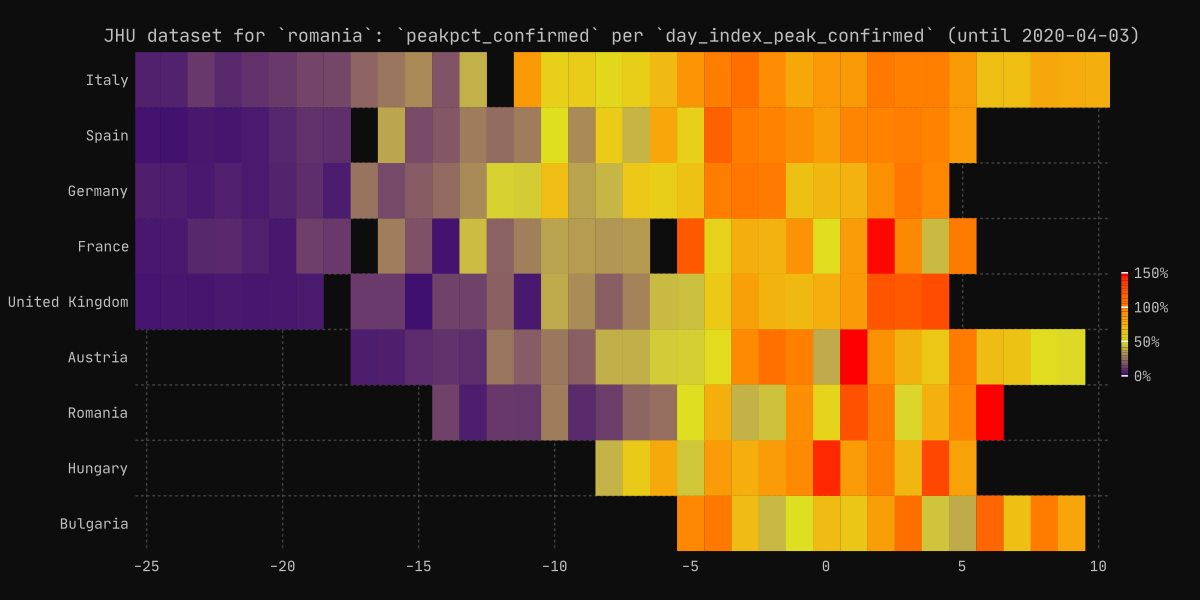 JHU dataset for `romania`: `peakpct_confirmed` per `day_index_peak_confirmed` (until 2020-04-03)
Italy
Spain
Germany
France
United Kingdom
Austria
Romania
Hungary
Bulgaria
-25 -20 -15 -10 -5 0 5 10
150%
100%
50%
0%